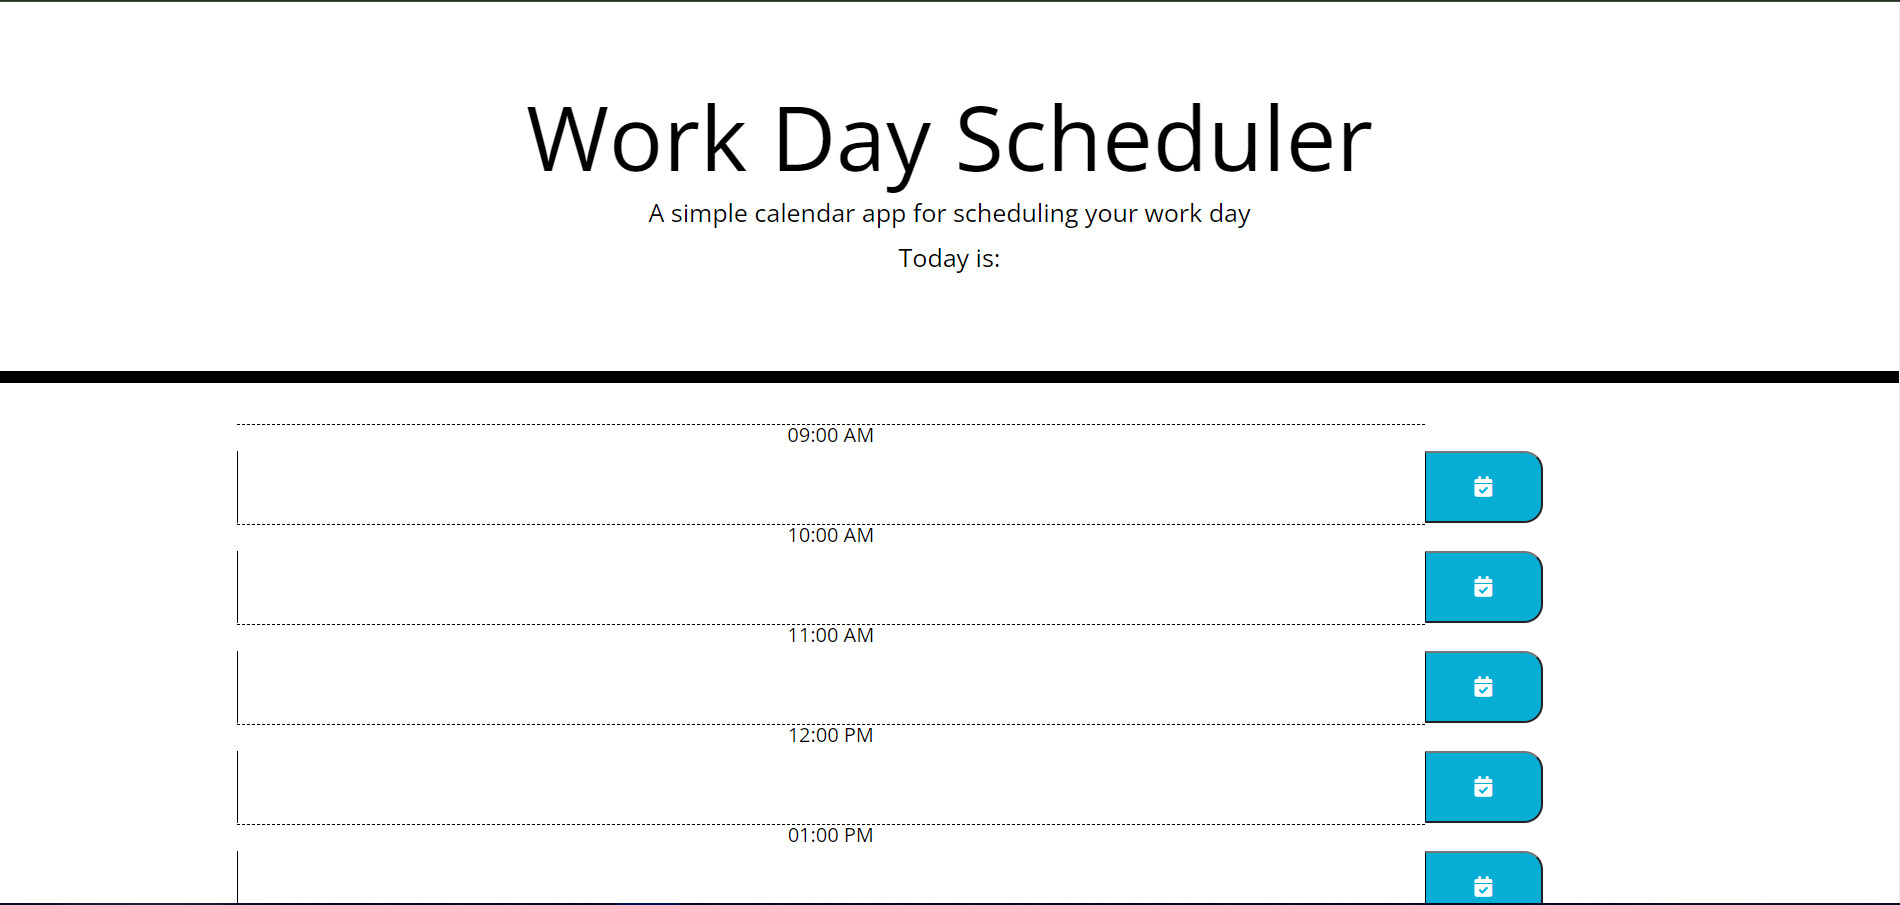 Work Day Scheduler
A simple calendar app for scheduling your work day
Today is:
09:00 AM
10:00 AM
11:00 AM
12:00 PM
01:00 PM